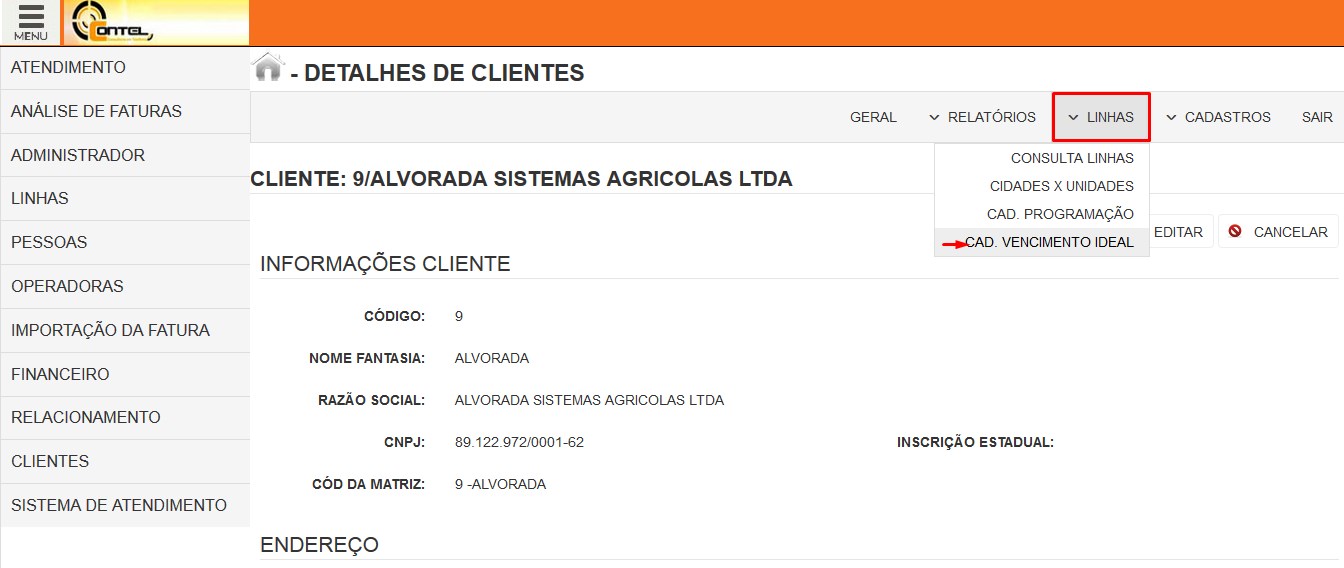 MENU
CONTEL
ATENDIMENTO
ANÁLISE DE FATURAS
ADMINISTRADOR
LINHAS
PESSOAS
OPERADORAS
IMPORTAÇÃO DA FATURA
FINANCEIRO
RELACIONAMENTO
CLIENTES
SISTEMA DE ATENDIMENTO
- DETALHES DE CLIENTES
GERAL RELATÓRIOS LINHAS CADASTROS SAIR
CONSULTA LINHAS
CIDADES X UNIDADES
CAD. PROGRAMAÇÃO
CAD. VENCIMENTO IDEAL
CLIENTE: 9/ALVORADA SISTEMAS AGRICOLAS LTDA
EDITAR CANCELAR
INFORMAÇÕES CLIENTE
CÓDIGO: 9
NOME FANTASIA: ALVORADA
RAZÃO SOCIAL: ALVORADA SISTEMAS AGRICOLAS LTDA
CNPJ: 89.122.972/0001-62 INSCRIÇÃO ESTADUAL:
CÓD DA MATRIZ: 9 -ALVORADA
ENDEREÇO